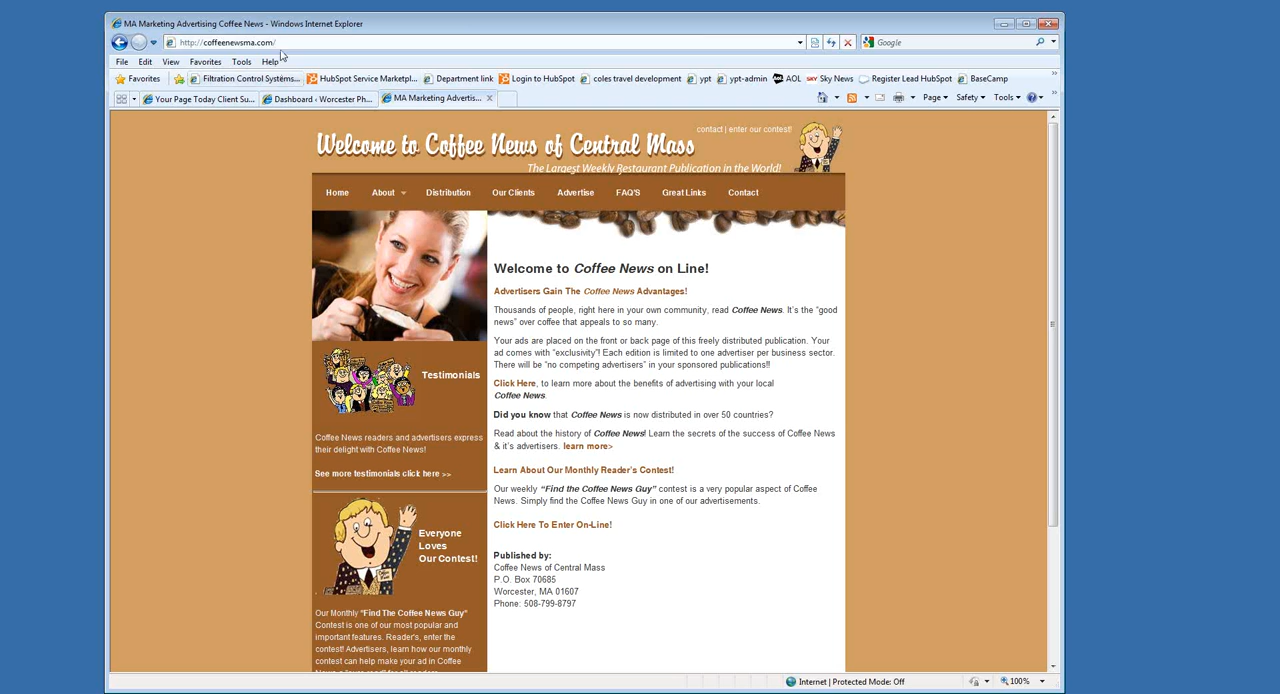 MA Marketing Advertising Coffee News - Windows Internet Explorer
http://coffeenewsma.com/
Google
File Edit View Favorites Tools Help
Favorites Filtration Control Systems... HubSpot Service Marketpl... Department link Login to HubSpot coles travel development ypt ypt-admin AOL Sky News Register Lead HubSpot BaseCamp
Your Page Today Client Su... Dashboard ‹ Worcester Ph... MA Marketing Advertis... X Page Safety Tools
contact | enter our contest!
Welcome to Coffee News of Central Mass
The Largest Weekly Restaurant Publication in the World!
Home About Distribution Our Clients Advertise FAQ'S Great Links Contact
Welcome to Coffee News on Line!
Advertisers Gain The Coffee News Advantages!
Thousands of people, right here in your own community, read Coffee News. It's the “good
news” over coffee that appeals to so many.
Your ads are placed on the front or back page of this freely distributed publication. Your
ad comes with “exclusivity”! Each edition is limited to one advertiser per business sector.
There will be “no competing advertisers” in your sponsored publications!!
Click Here, to learn more about the benefits of advertising with your local
Coffee News.
Did you know that Coffee News is now distributed in over 50 countries?
Read about the history of Coffee News! Learn the secrets of the success of Coffee News
& it's advertisers. learn more>
Learn About Our Monthly Reader's Contest!
Our weekly “Find the Coffee News Guy” contest is a very popular aspect of Coffee
News. Simply find the Coffee News Guy in one of our advertisements.
Click Here To Enter On-Line!
Published by:
Coffee News of Central Mass
P.O. Box 70685
Worcester, MA 01607
Phone: 508-799-8797
Testimonials
Coffee News readers and advertisers express
their delight with Coffee News!
See more testimonials click here >>
Everyone
Loves
Our Contest!
Our Monthly “Find The Coffee News Guy”
Contest is one of our most popular and
important features. Reader's, enter the
contest! Advertisers, learn how our monthly
contest can help make your ad in Coffee
Internet | Protected Mode: Off
100%